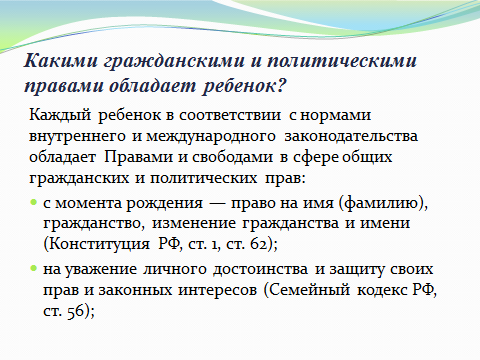 Какими гражданскими и политическими
правами обладает ребенок?
Каждый ребенок в соответствии с нормами
внутреннего и международного законодательства
обладает Правами и свободами в сфере общих
гражданских и политических прав:
с момента рождения — право на имя (фамилию),
гражданство, изменение гражданства и имени
(Конституция РФ, ст. 1, ст. 62);
на уважение личного достоинства и защиту своих
прав и законных интересов (Семейный кодекс РФ,
ст. 56);